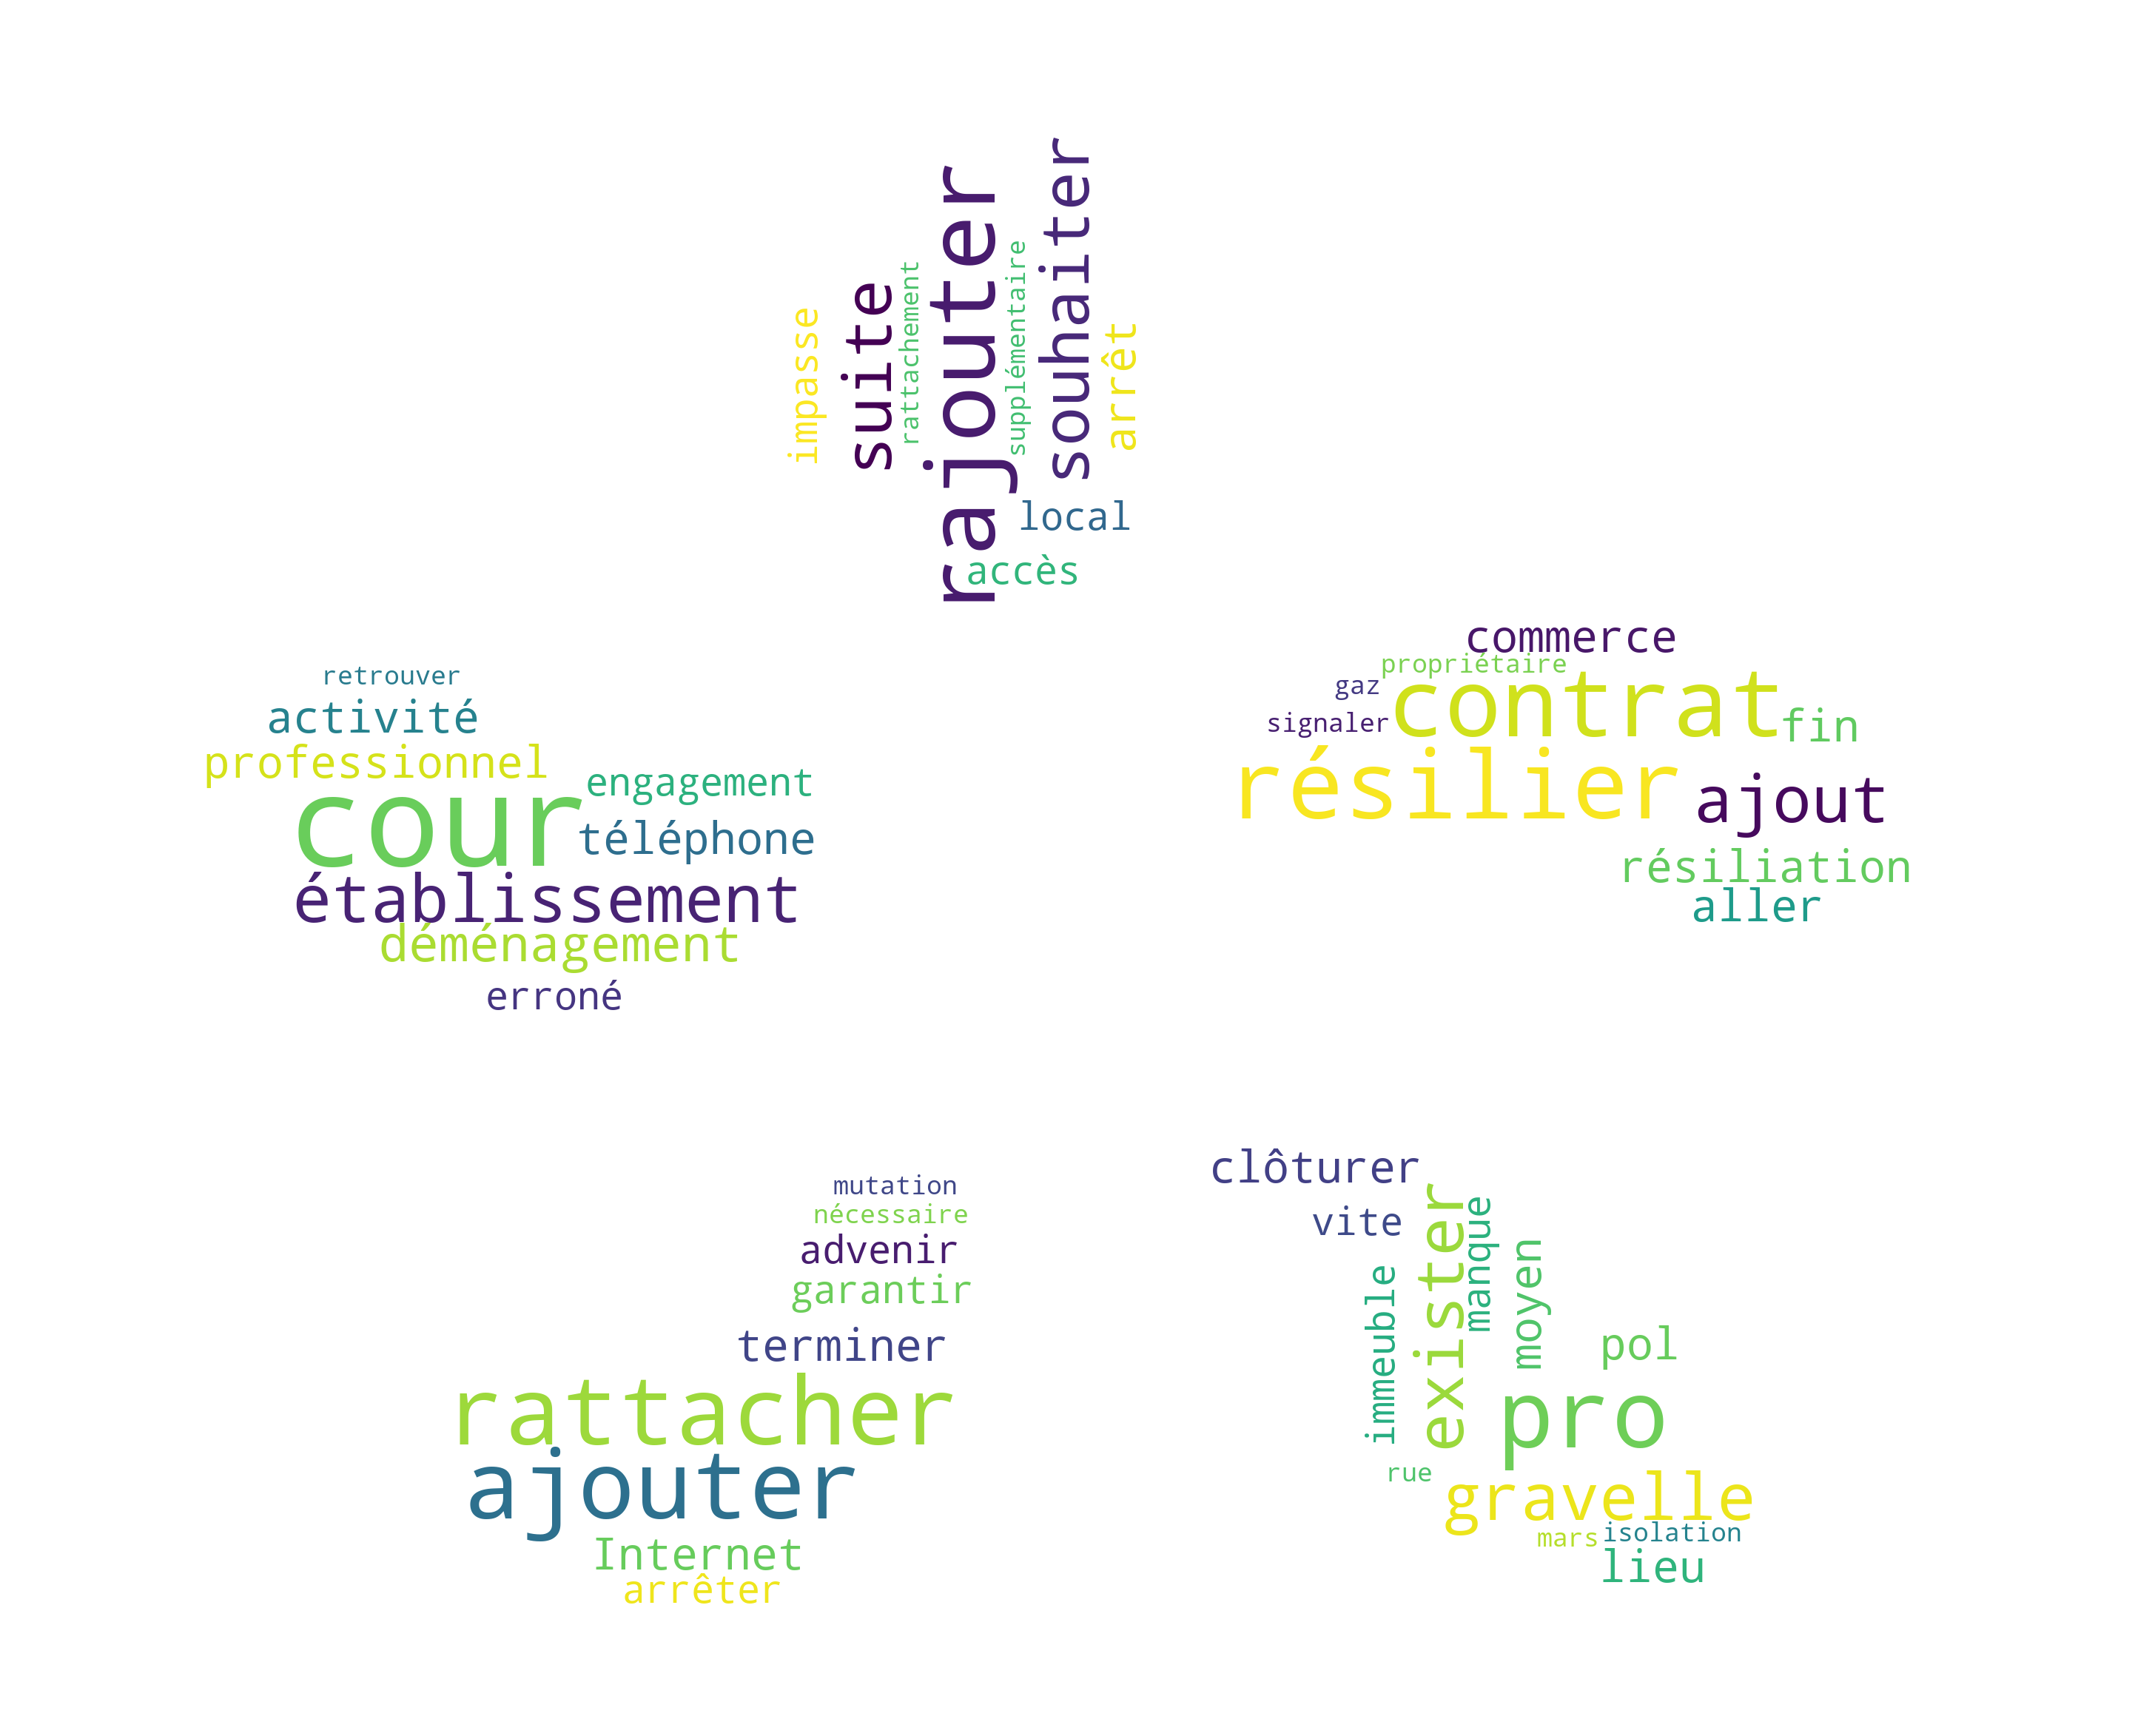 souhaiter
rajouter
suite
rattachement
supplémentaire
impasse
arrêt
local
accès
retrouver
activité
professionnel
engagement
cour
téléphone
établissement
déménagement
erroné
commerce
propriétaire
gaz
contrat
signaler
fin
résilier
ajout
résiliation
aller
mutation
nécessaire
advenir
garantir
terminer
rattacher
ajouter
Internet
arrêter
clôturer
vite
exister
manque
moyen
immeuble
pol
pro
rue
gravelle
mars
isolation
lieu